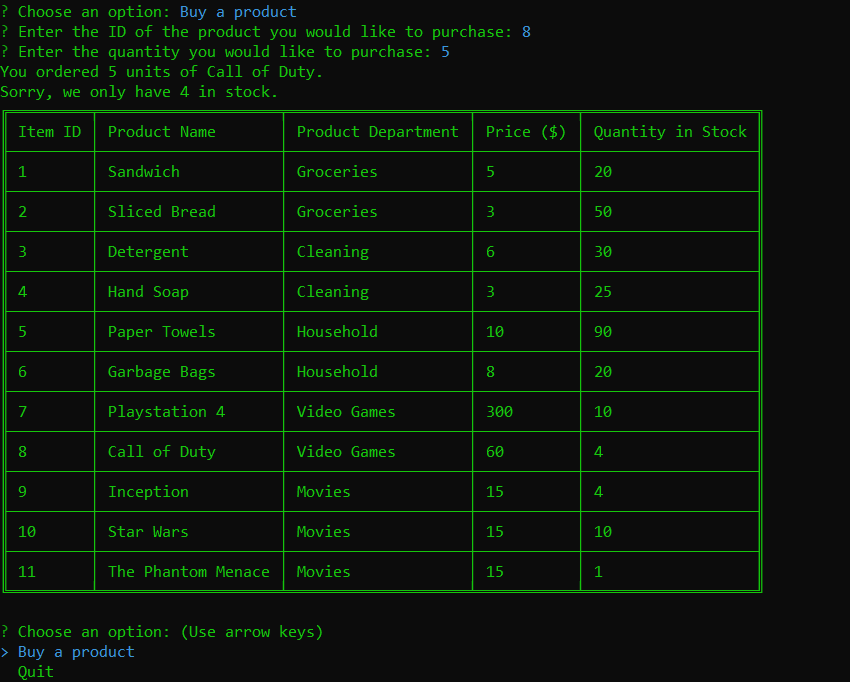 ? Choose an option: Buy a product
? Enter the ID of the product you would like to purchase: 8
? Enter the quantity you would like to purchase: 5
You ordered 5 units of Call of Duty.
Sorry, we only have 4 in stock.
Item ID Product Name Product Department Price ($) Quantity in Stock
1 Sandwich Groceries 5 20
2 Sliced Bread Groceries 3 50
3 Detergent Cleaning 6 30
4 Hand Soap Cleaning 3 25
5 Paper Towels Household 10 90
6 Garbage Bags Household 8 20
7 Playstation 4 Video Games 300 10
8 Call of Duty Video Games 60 4
9 Inception Movies 15 4
10 Star Wars Movies 15 10
11 The Phantom Menace Movies 15 1
? Choose an option: (Use arrow keys)
> Buy a product
Quit